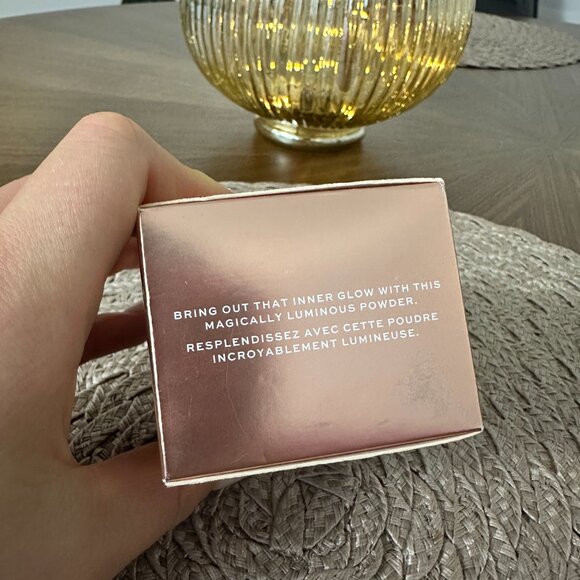 BRING OUT THAT INNER GLOW WITH THIS
MAGICALLY LUMINOUS POWDER.
RESPLENDISSEZ AVEC CETTE POUDRE
INCROYABLEMENT LUMINEUSE.